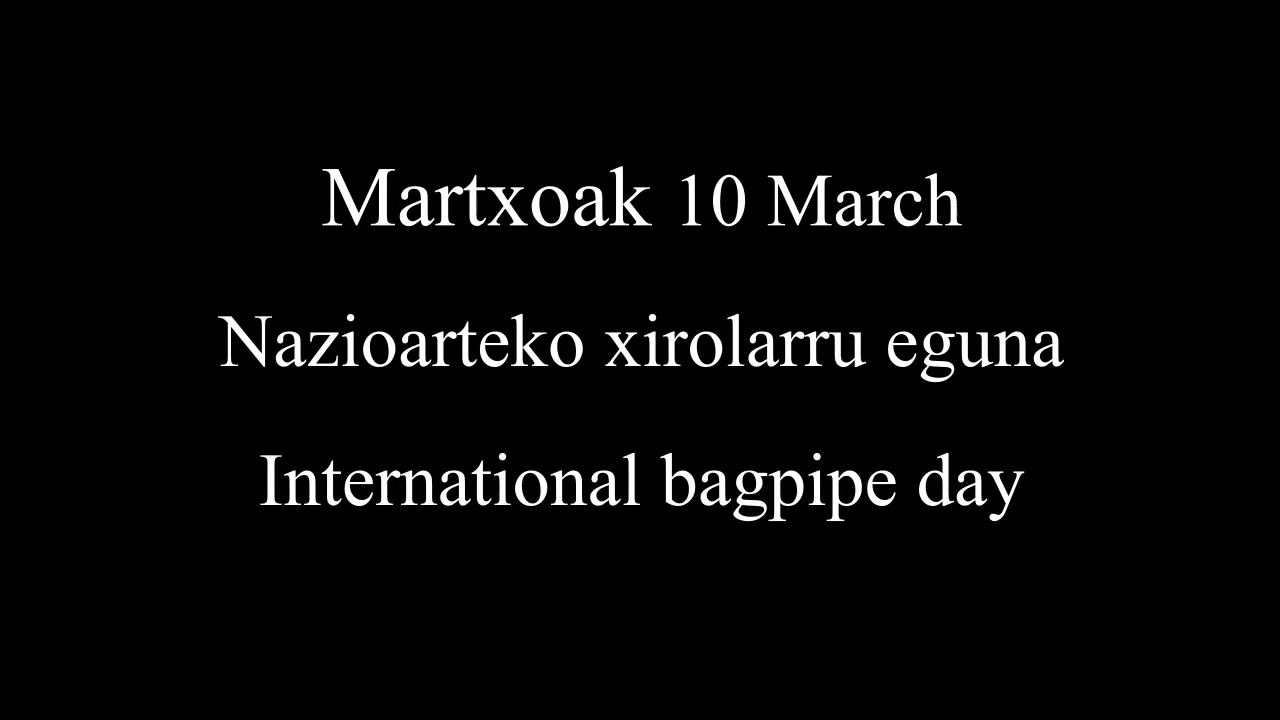 Martxoak 10 March
Nazioarteko xirolarru eguna
International bagpipe day